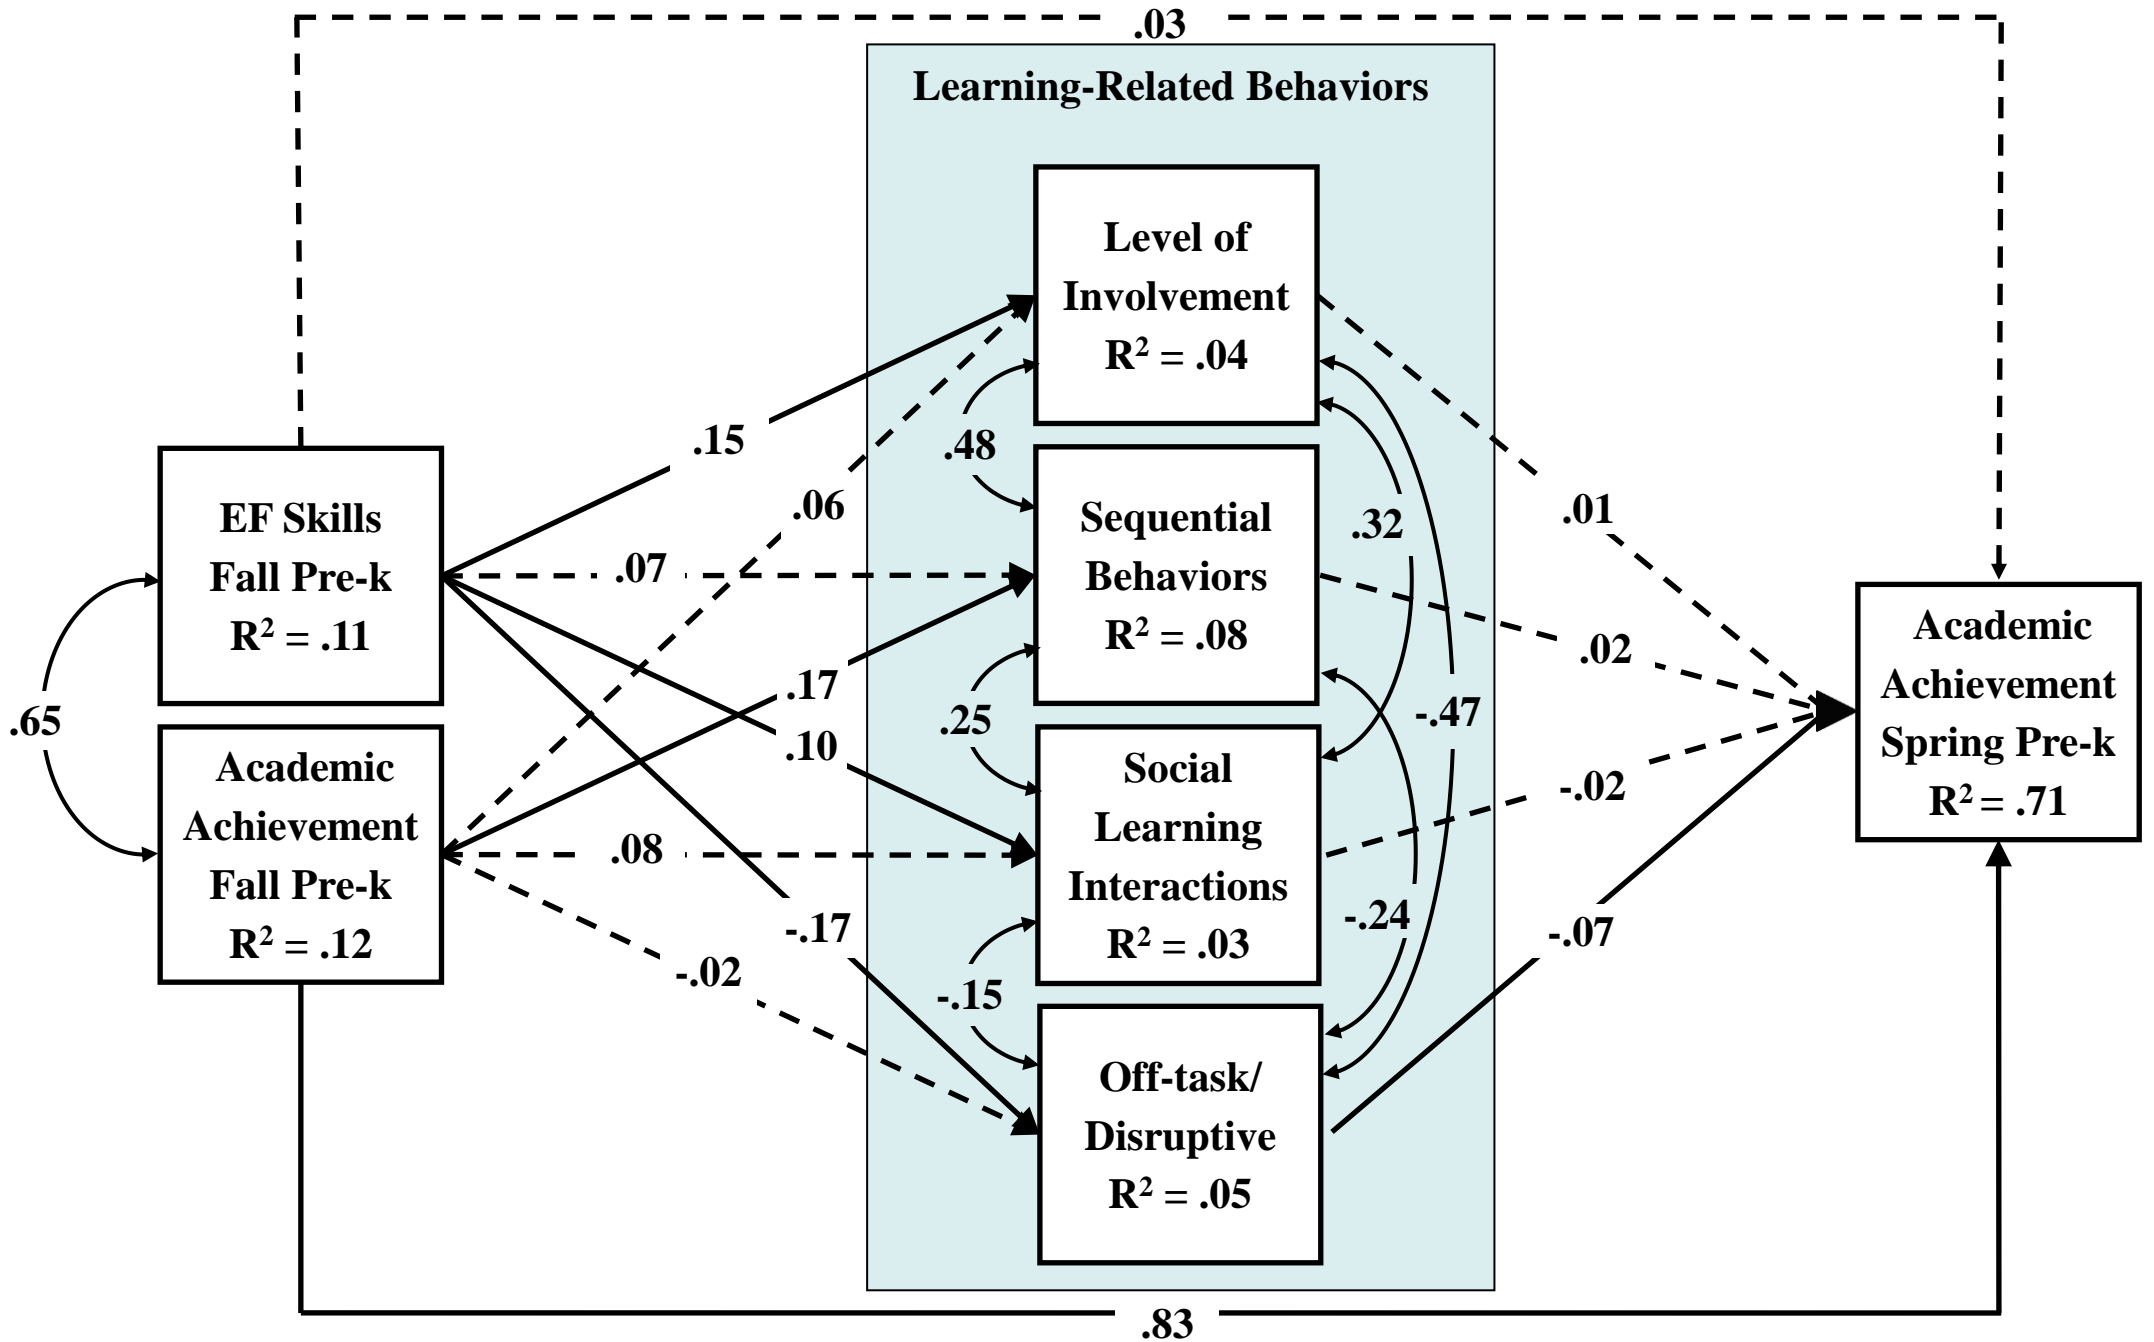 .03
Learning-Related Behaviors
Level of
Involvement
R² = .04
.15
.48
.06
EF Skills
Fall Pre-k
R² = .11
.07
Sequential
Behaviors
R² = .08
.32
.01
.02
Academic
Achievement
Spring Pre-k
R² = .71
.65
.17
.10
.25
-.47
Academic
Achievement
Fall Pre-k
R² = .12
.08
Social
Learning
Interactions
R² = .03
-.02
-.17
-.24
-.07
-.02
-.15
Off-task/
Disruptive
R² = .05
.83